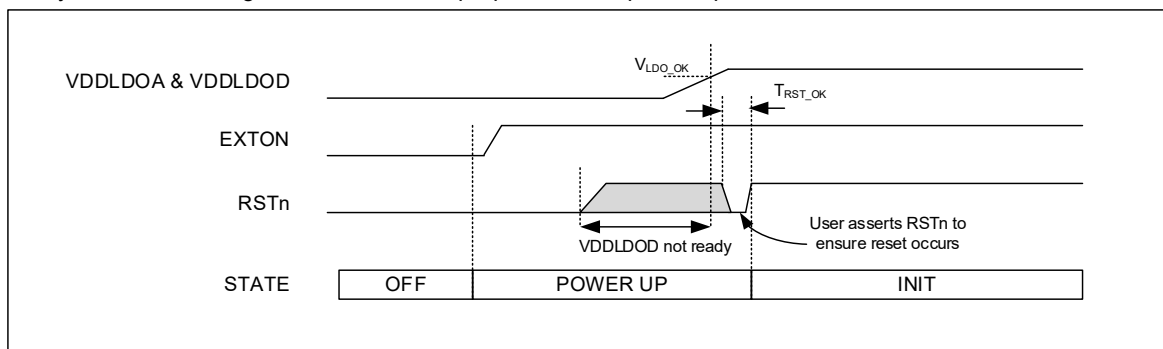 VLDO_OK
VDDLDOA & VDDLDOD
TRST_OK
EXTON
RSTn
User asserts RSTn to
ensure reset occurs
VDDLDOD not ready
STATE
OFF
POWER UP
INIT